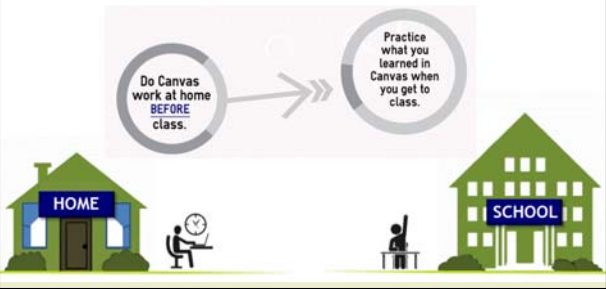 Do Canvas
work at home
BEFORE
class.
Practice
what you
learned in
Canvas when
you get to
class.
HOME
SCHOOL